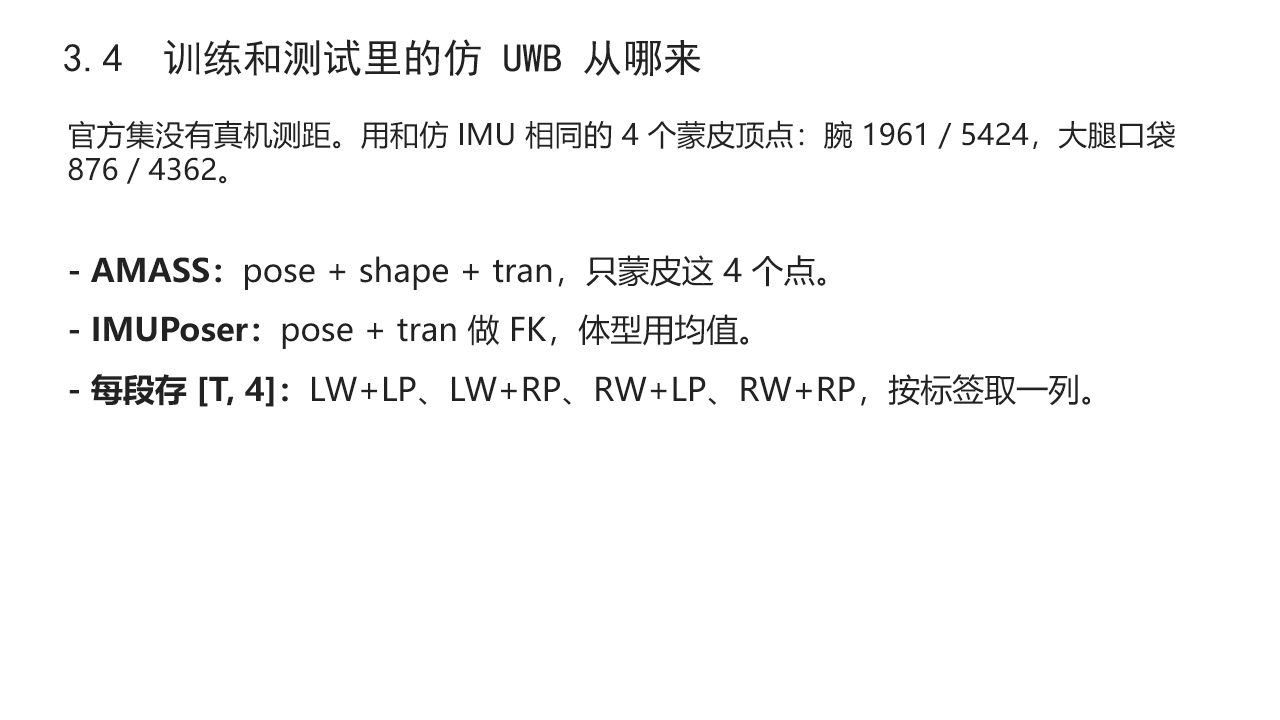 3.4 训练和测试里的仿 UWB 从哪来
官方集没有真机测距。用和仿 IMU 相同的 4 个蒙皮顶点：腕 1961 / 5424，大腿口袋
876 / 4362。
- AMASS：pose + shape + tran，只蒙皮这 4 个点。
- IMUPoser：pose + tran 做 FK，体型用均值。
- 每段存 [T, 4]：LW+LP、LW+RP、RW+LP、RW+RP，按标签取一列。